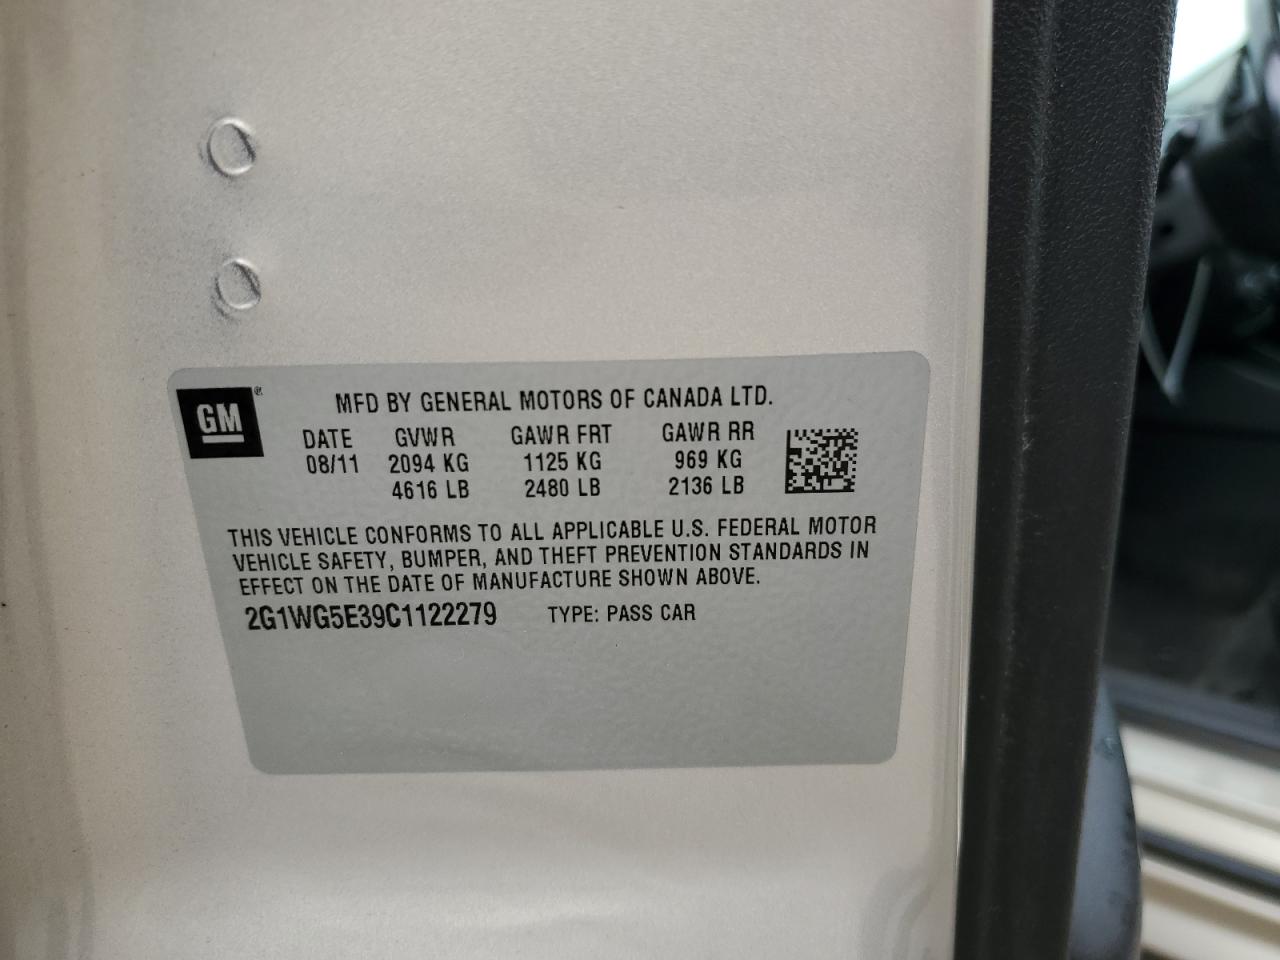 GM ®
MFD BY GENERAL MOTORS OF CANADA LTD.
DATE GVWR GAWR FRT GAWR RR
08/11 2094 KG 1125 KG 969 KG
4616 LB 2480 LB 2136 LB
THIS VEHICLE CONFORMS TO ALL APPLICABLE U.S. FEDERAL MOTOR
VEHICLE SAFETY, BUMPER, AND THEFT PREVENTION STANDARDS IN
EFFECT ON THE DATE OF MANUFACTURE SHOWN ABOVE.
2G1WG5E39C1122279 TYPE: PASS CAR